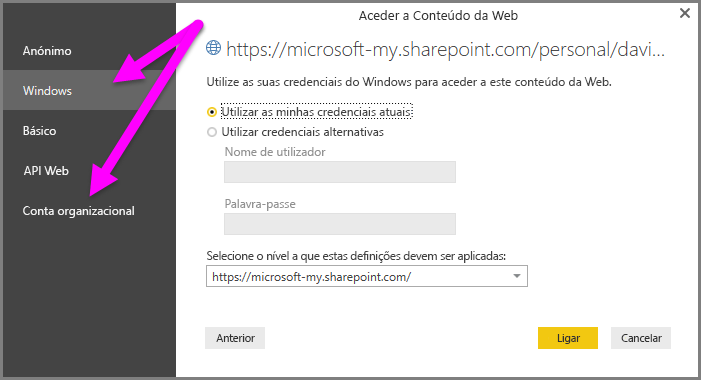 Aceder a Conteúdo da Web
Anónimo
Windows
Básico
API Web
Conta organizacional
https://microsoft-my.sharepoint.com/personal/davi...
Utilize as suas credenciais do Windows para aceder a este conteúdo da Web.
Utilizar as minhas credenciais atuais
Utilizar credenciais alternativas
Nome de utilizador
Palavra-passe
Selecione o nível a que estas definições devem ser aplicadas:
https://microsoft-my.sharepoint.com/
Anterior
Ligar
Cancelar